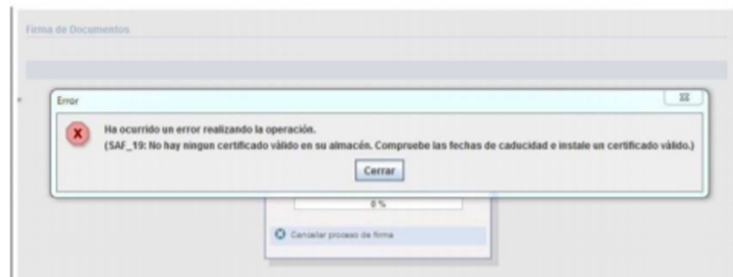 Firma de Documentos
Error
Ha ocurrido un error realizando la operación.
(SAF_19: No hay ningun certificado válido en su almacén. Compruebe las fechas de caducidad e instale un certificado válido.)
Cerrar
0 %
Cancelar proceso de firma